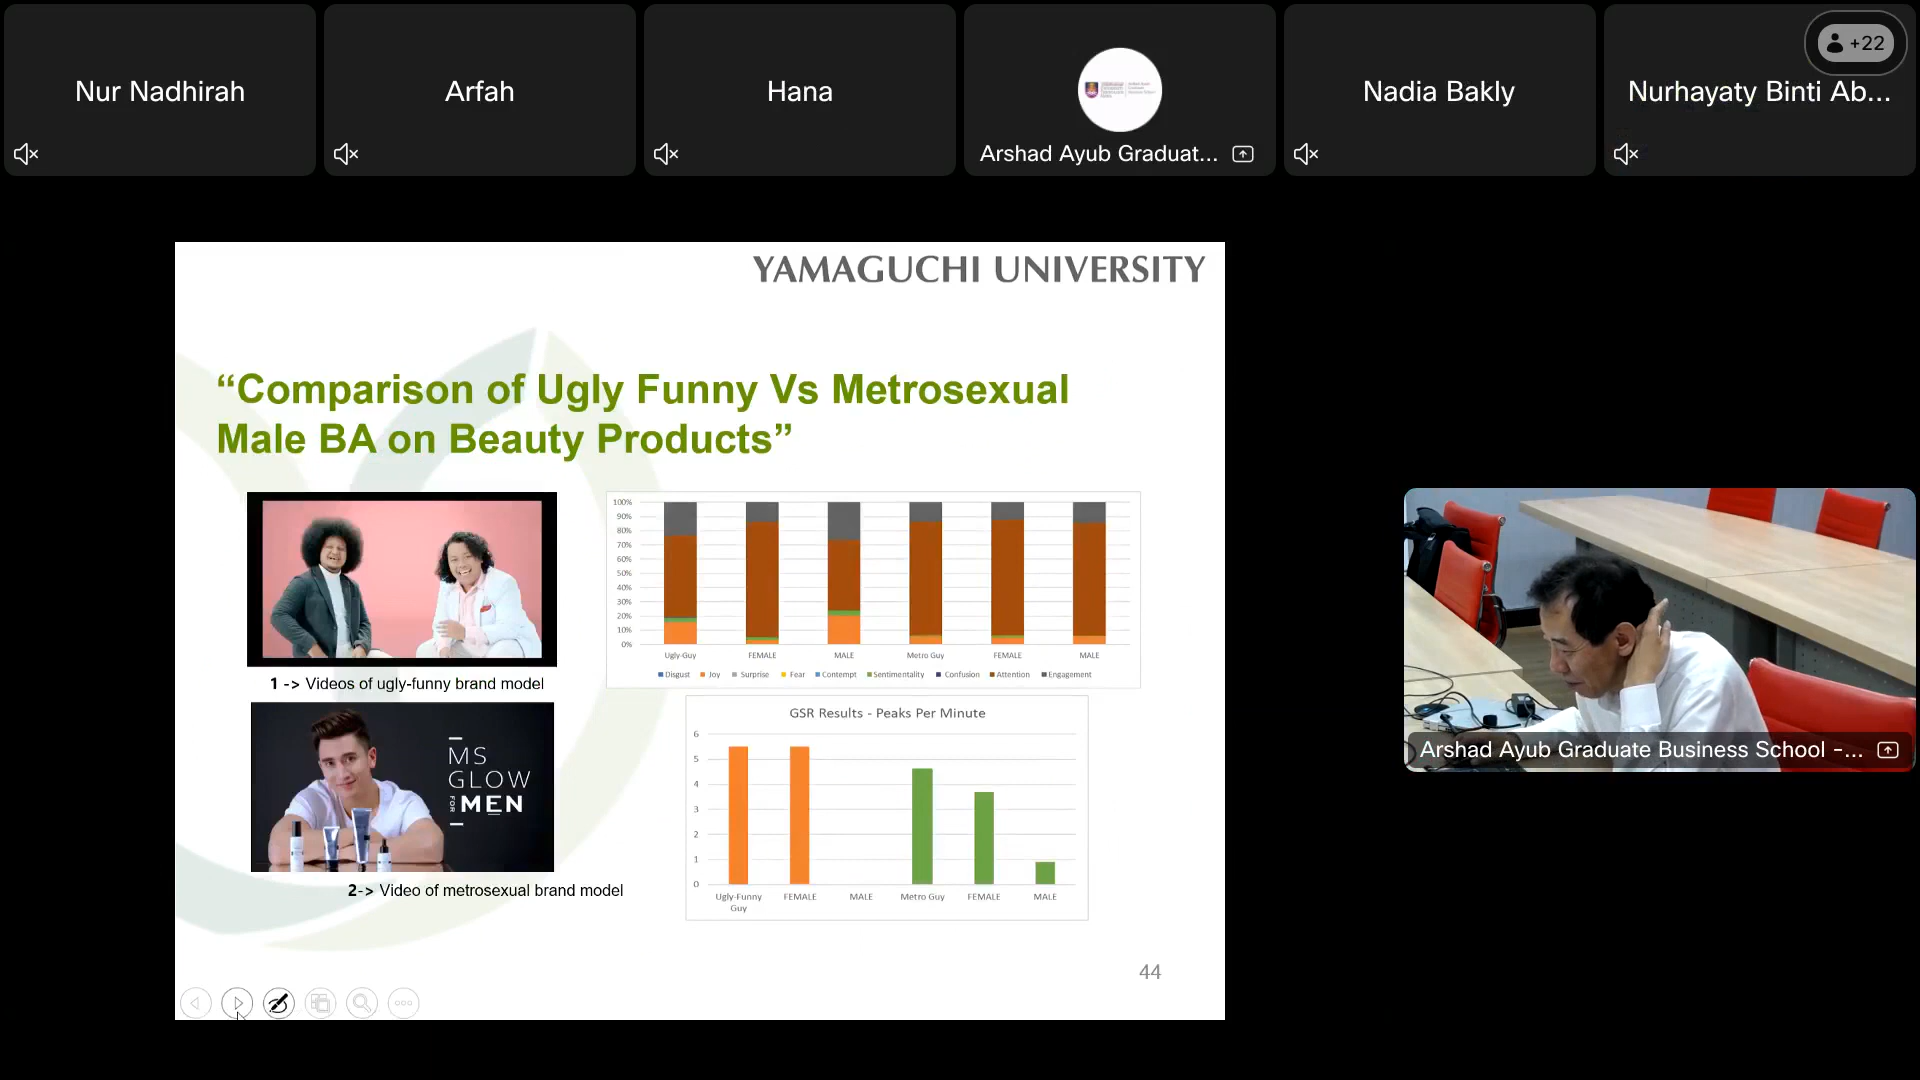 Nur Nadhirah
Arfah
Hana
Arshad Ayub Graduat...
Nadia Bakly
Nurhayaty Binti Ab...
+22
YAMAGUCHI UNIVERSITY
“Comparison of Ugly Funny Vs Metrosexual
Male BA on Beauty Products”
1 -> Videos of ugly-funny brand model
MS
GLOW
FOR MEN
2-> Video of metrosexual brand model
100%
90%
80%
70%
60%
50%
40%
30%
20%
10%
0%
Ugly-Guy FEMALE MALE Metro Guy FEMALE MALE
Disgust Joy Surprise Fear Contempt Sentimentality Confusion Attention Engagement
GSR Results - Peaks Per Minute
6
5
4
3
2
1
0
Ugly-Funny Guy FEMALE MALE Metro Guy FEMALE MALE
44
Arshad Ayub Graduate Business School -...